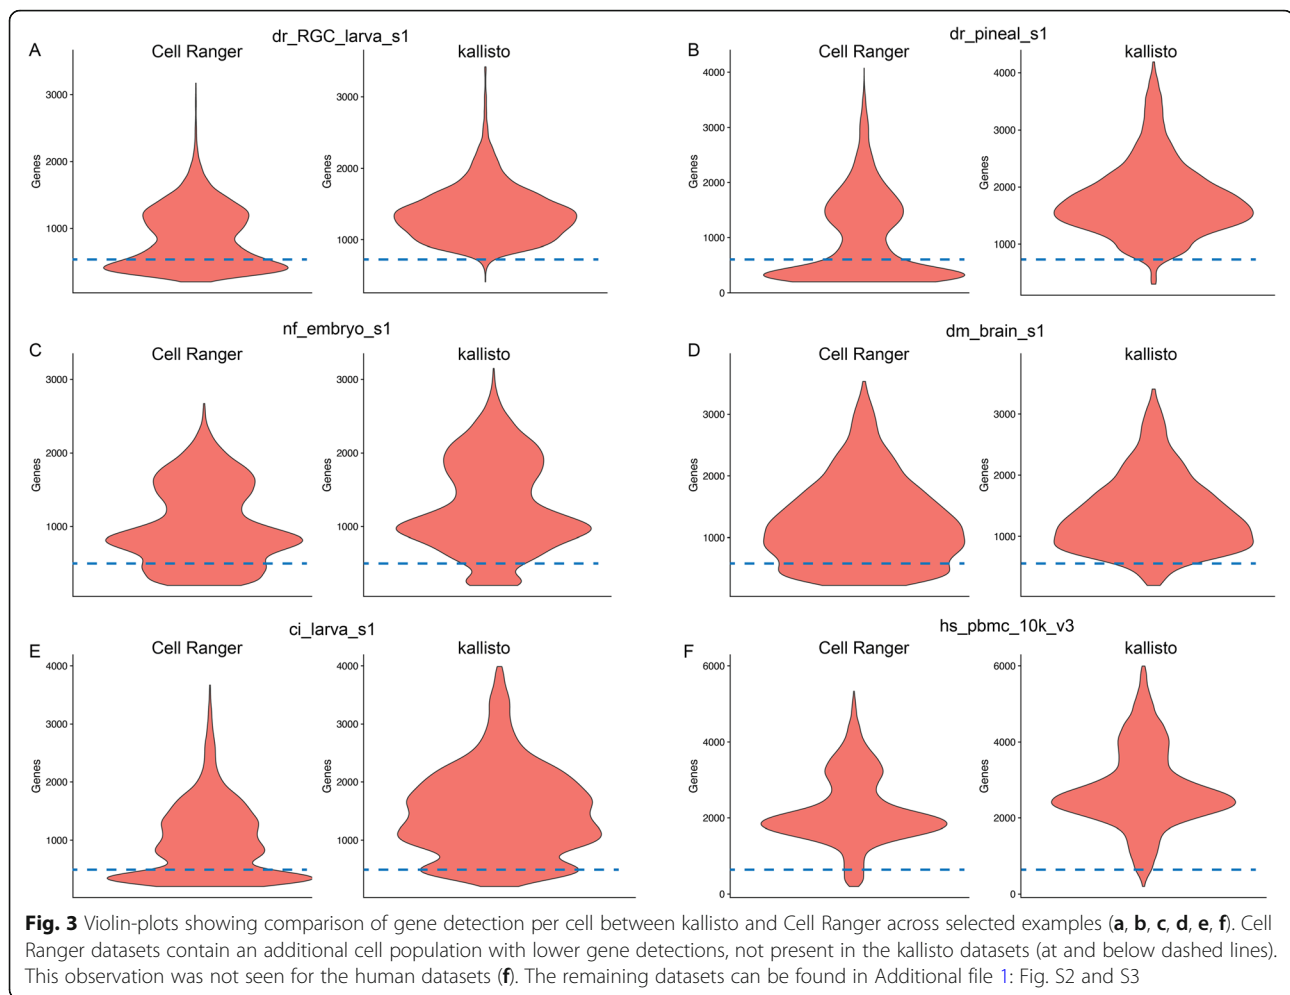 A
dr_RGC_larva_s1
Cell Ranger
kallisto
Genes
3000
2000
1000
Genes
3000
2000
1000
B
dr_pineal_s1
Cell Ranger
kallisto
Genes
4000
3000
2000
1000
0
Genes
4000
3000
2000
1000
C
nf_embryo_s1
Cell Ranger
kallisto
Genes
3000
2000
1000
Genes
3000
2000
1000
D
dm_brain_s1
Cell Ranger
kallisto
Genes
3000
2000
1000
Genes
3000
2000
1000
E
ci_larva_s1
Cell Ranger
kallisto
Genes
4000
3000
2000
1000
Genes
4000
3000
2000
1000
F
hs_pbmc_10k_v3
Cell Ranger
kallisto
Genes
6000
4000
2000
0
Genes
6000
4000
2000
0
Fig. 3 Violin-plots showing comparison of gene detection per cell between kallisto and Cell Ranger across selected examples (a, b, c, d, e, f). Cell
Ranger datasets contain an additional cell population with lower gene detections, not present in the kallisto datasets (at and below dashed lines).
This observation was not seen for the human datasets (f). The remaining datasets can be found in Additional file 1: Fig. S2 and S3